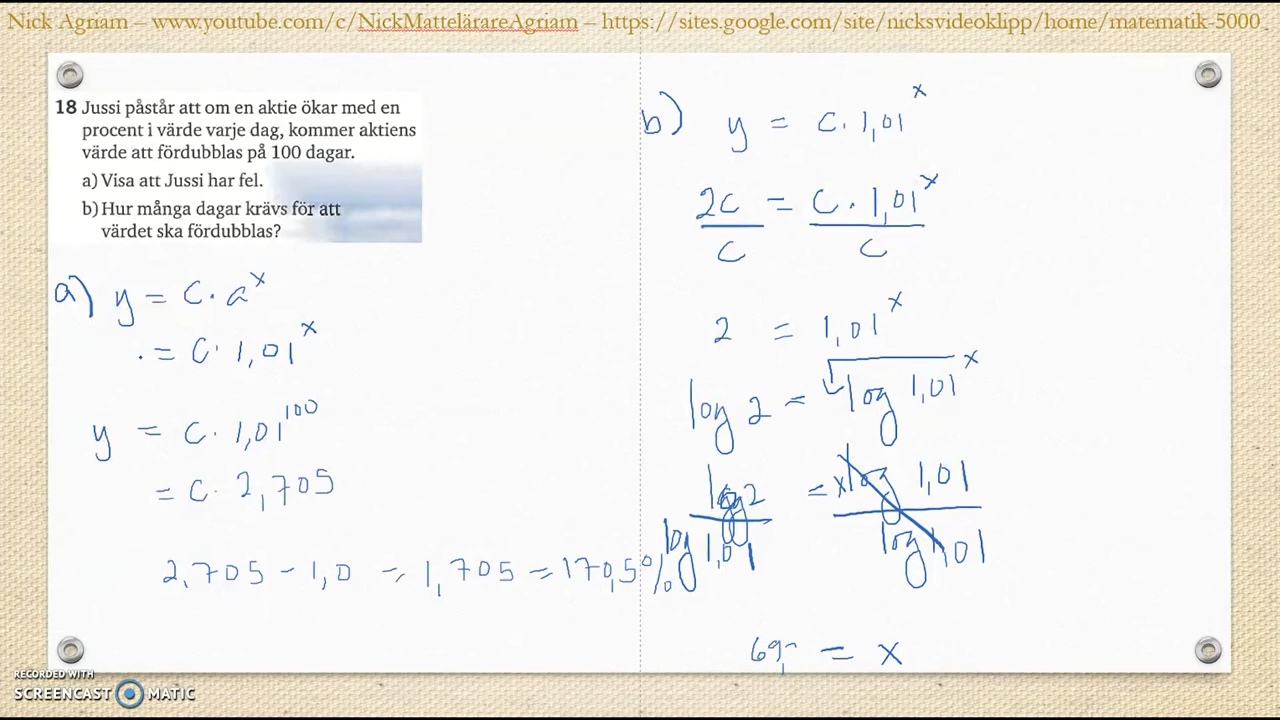 Nick Agriam – www.youtube.com/c/NickMattelärareAgriam – https://sites.google.com/site/nicksvideoklipp/home/matematik-5000
18 Jussi påstår att om en aktie ökar med en
procent i värde varje dag, kommer aktiens
värde att fördubblas på 100 dagar.
a) Visa att Jussi har fel.
b) Hur många dagar krävs för att
värdet ska fördubblas?
a) y = C · a^x
. = C · 1,01^x
y = C · 1,01^100
= C · 2,705
2,705 - 1,0 = 1,705 = 170,5%
b) y = C · 1,01^x
2C = C · 1,01^x
C C
2 = 1,01^x
log 2 = log 1,01^x
log 2 = x log 1,01
log 1,01 log 1,01
69, = x
RECORDED WITH
SCREENCAST MATIC